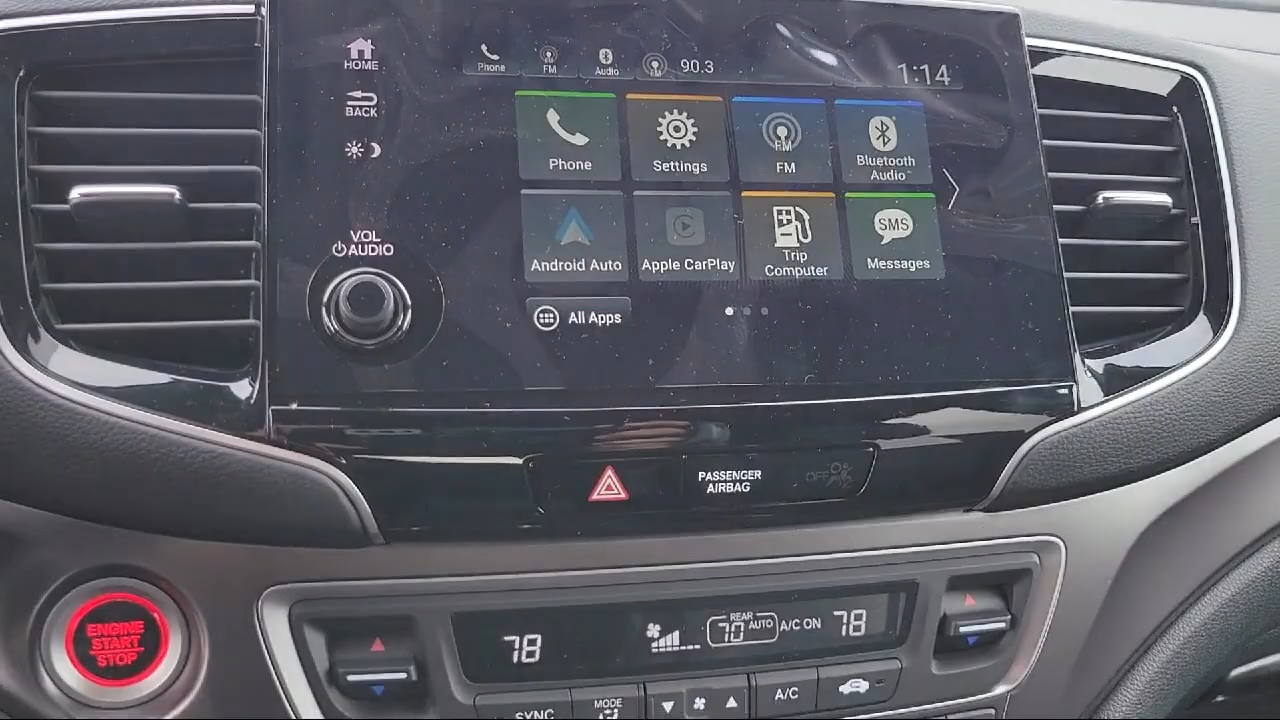 HOME
BACK
VOL
AUDIO
Phone
FM
Audio
90.3
1:14
Phone
Settings
FM
FM
Bluetooth
Audio
Android Auto
Apple CarPlay
Trip
Computer
SMS
Messages
All Apps
PASSENGER
AIRBAG
OFF
ENGINE
START
STOP
78
REAR
70 AUTO
A/C ON
78
SYNC
MODE
A/C